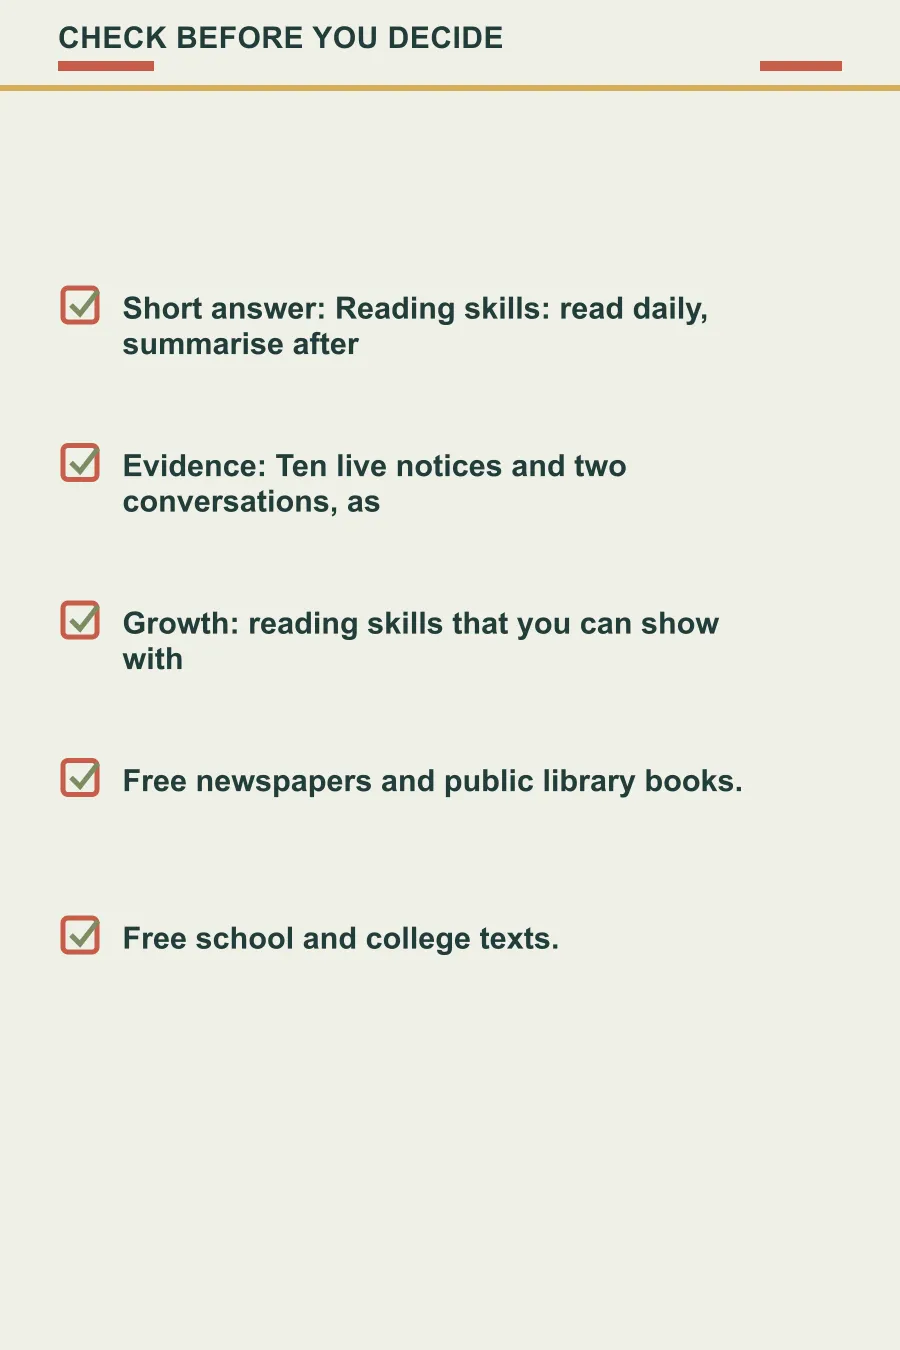 CHECK BEFORE YOU DECIDE
Short answer: Reading skills: read daily,
summarise after
Evidence: Ten live notices and two
conversations, as
Growth: reading skills that you can show
with
Free newspapers and public library books.
Free school and college texts.